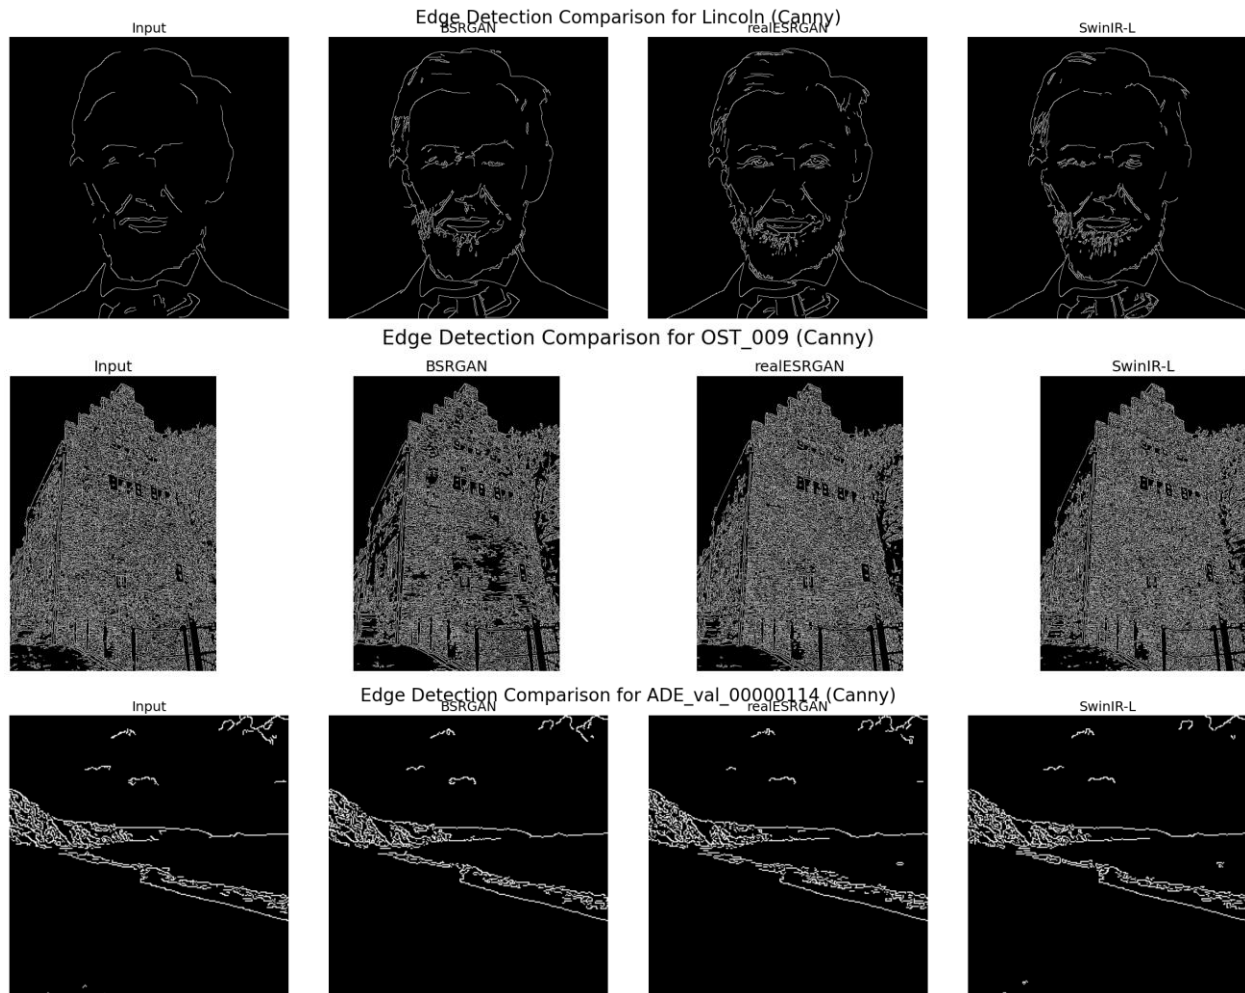 Edge Detection Comparison for Lincoln (Canny)
Input BSRGAN realESRGAN SwinIR-L
Edge Detection Comparison for OST_009 (Canny)
Input BSRGAN realESRGAN SwinIR-L
Edge Detection Comparison for ADE_val_00000114 (Canny)
Input BSRGAN realESRGAN SwinIR-L